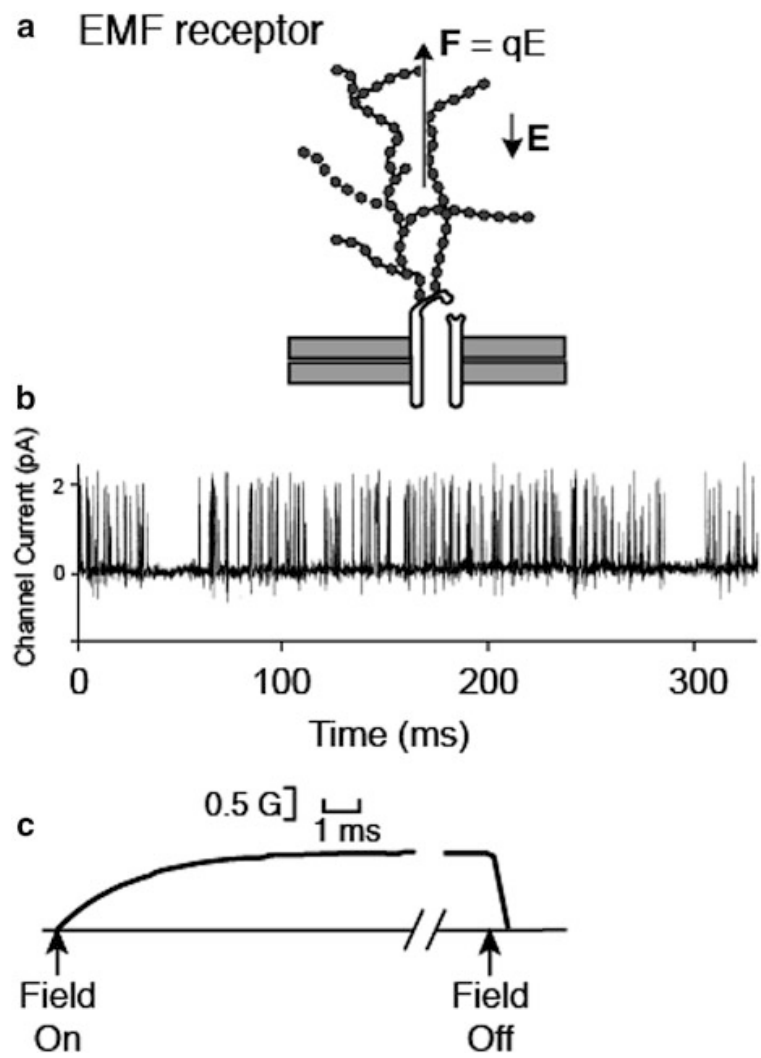 a EMF receptor
F = qE
E
b
Channel Current (pA)
2
0
0 100 200 300
Time (ms)
c
0.5 G
1 ms
Field
On
Field
Off